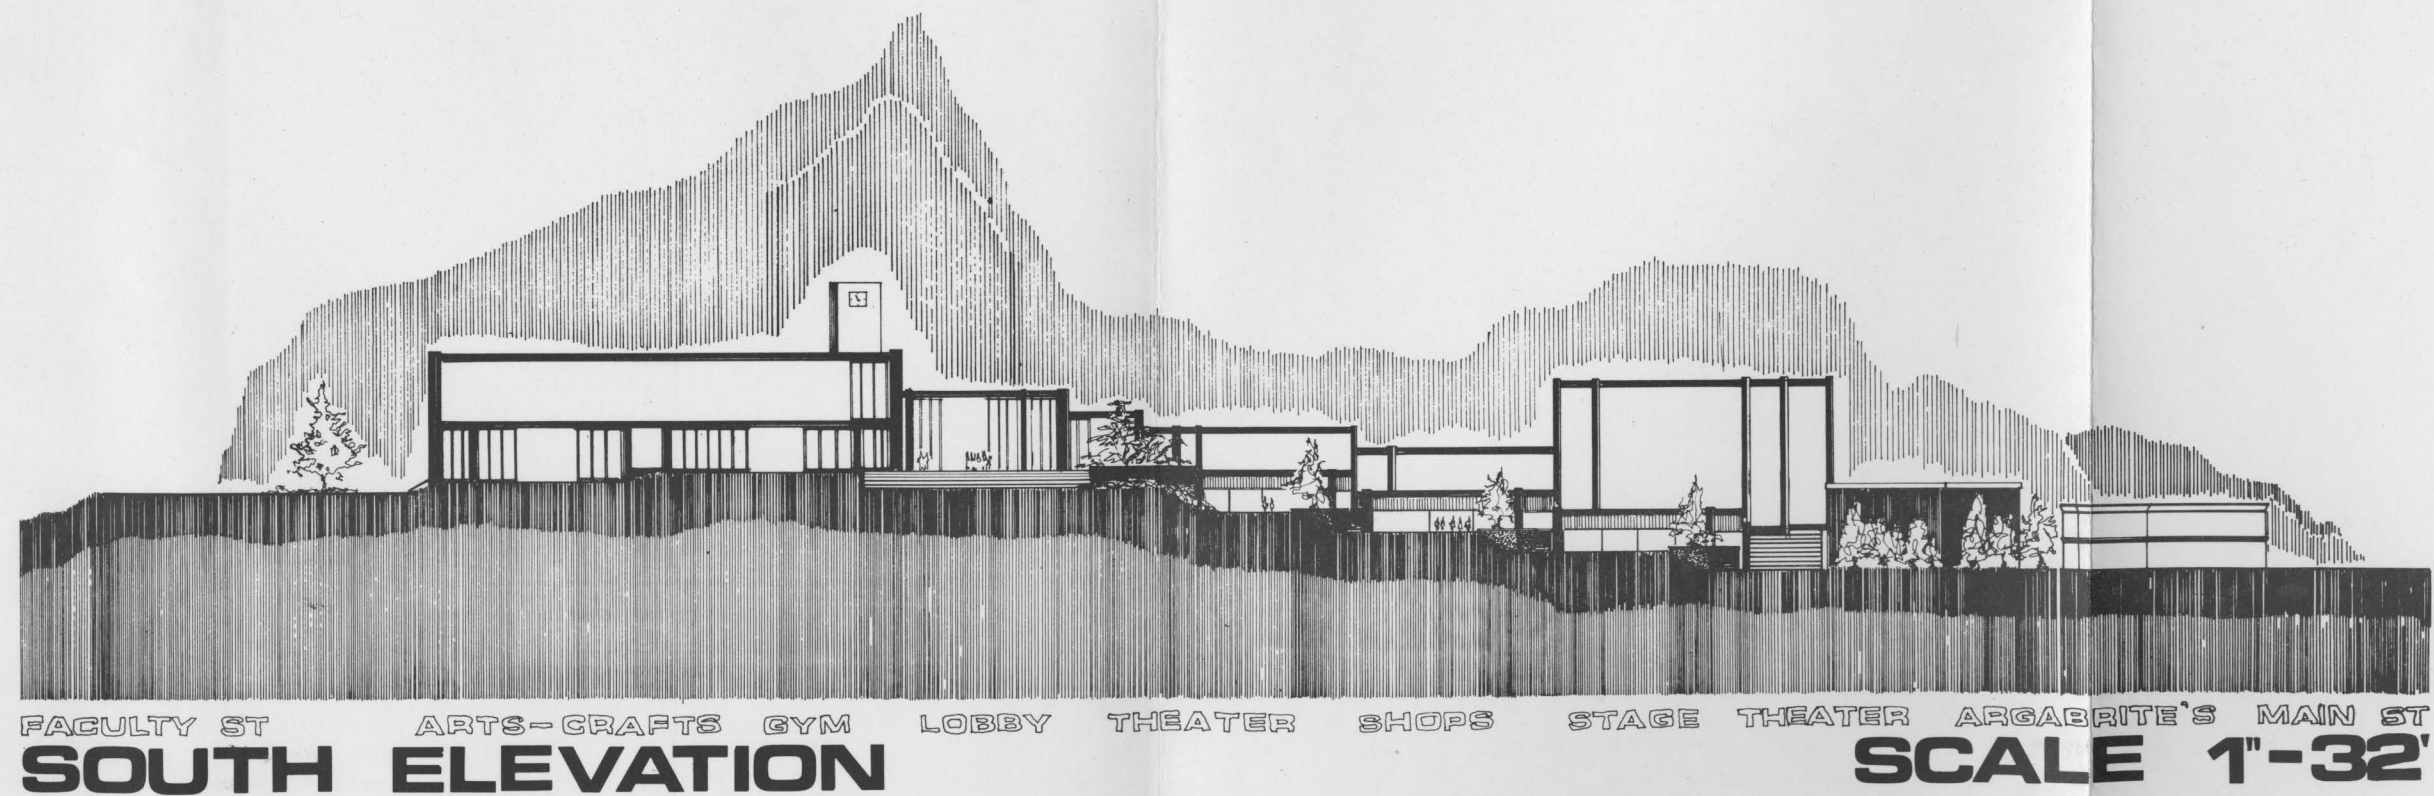 FACULTY ST ARTS-CRAFTS GYM LOBBY THEATER SHOPS STAGE THEATER ARGABRITE'S MAIN ST
SOUTH ELEVATION SCALE 1"-32'